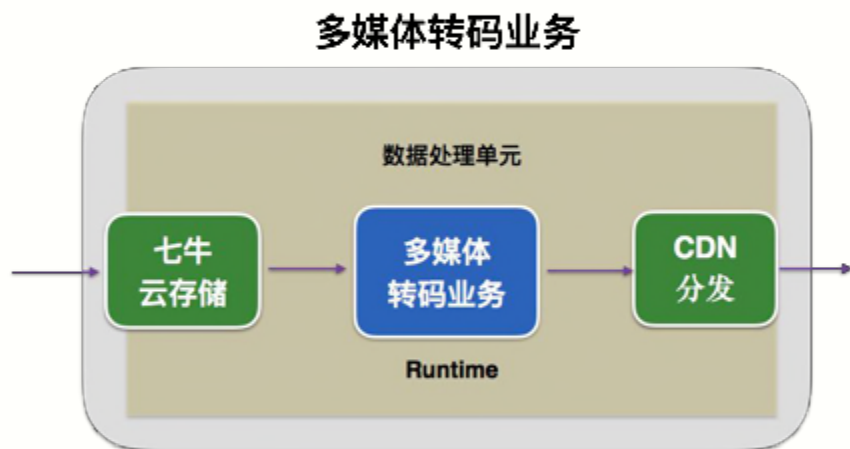 多媒体转码业务
数据处理单元
七牛
云存储
多媒体
转码业务
CDN
分发
Runtime